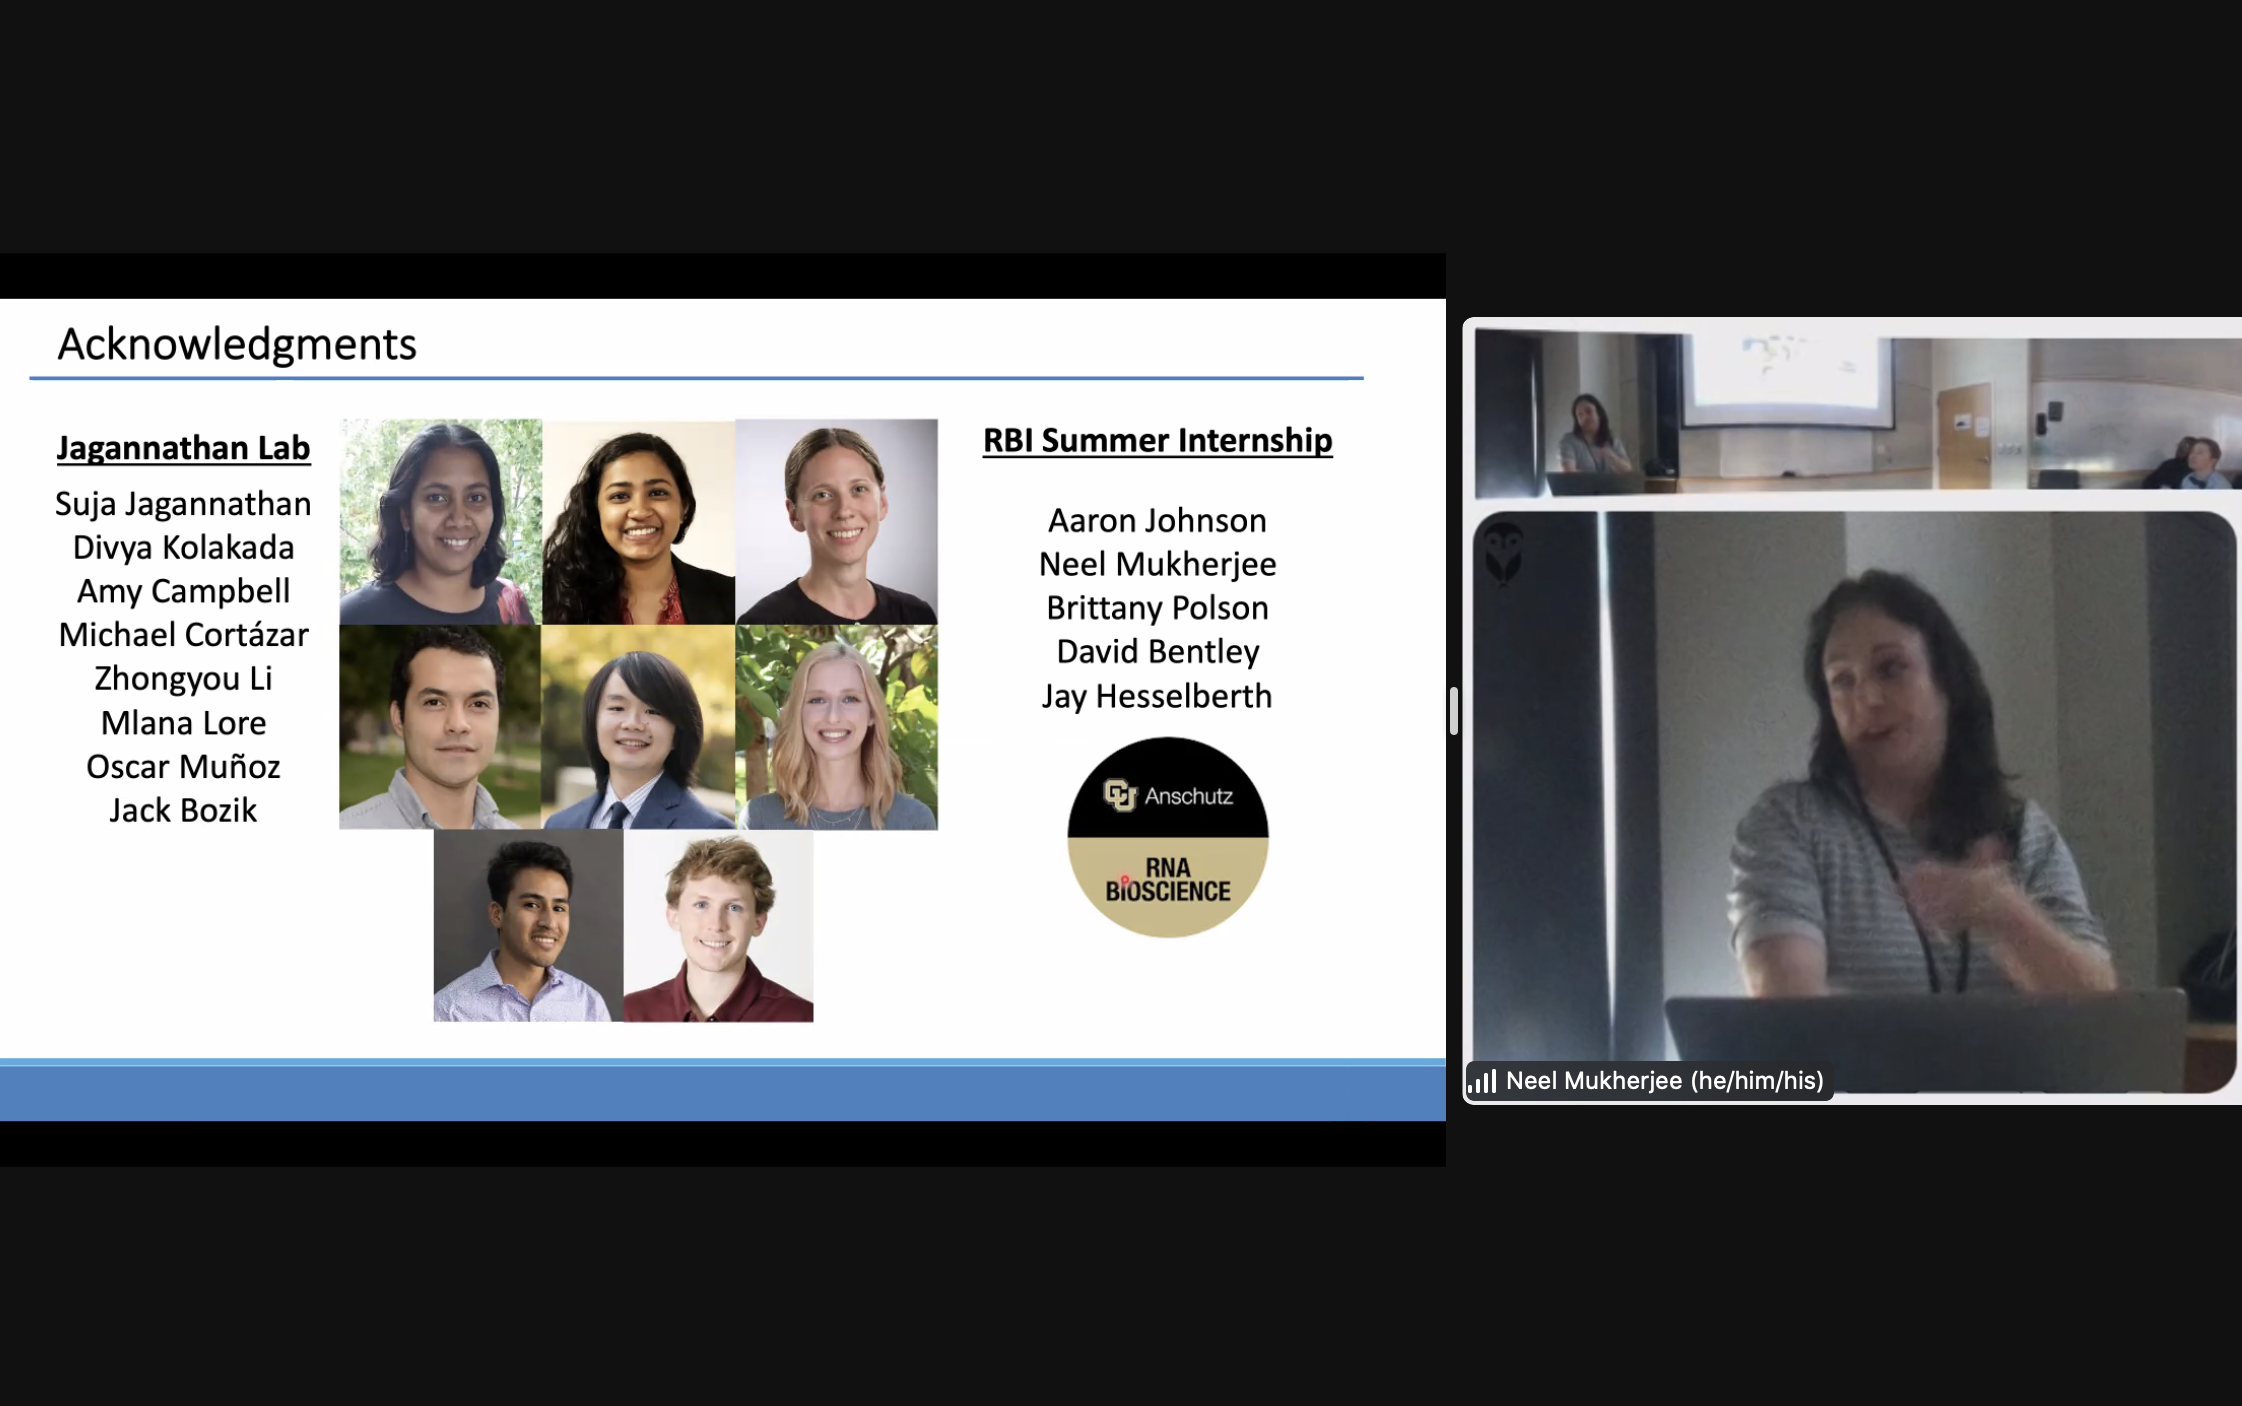 Acknowledgments
Jagannathan Lab
Suja Jagannathan
Divya Kolakada
Amy Campbell
Michael Cortázar
Zhongyou Li
Mlana Lore
Oscar Muñoz
Jack Bozik
RBI Summer Internship
Aaron Johnson
Neel Mukherjee
Brittany Polson
David Bentley
Jay Hesselberth
CU Anschutz
RNA
BIOSCIENCE
Neel Mukherjee (he/him/his)